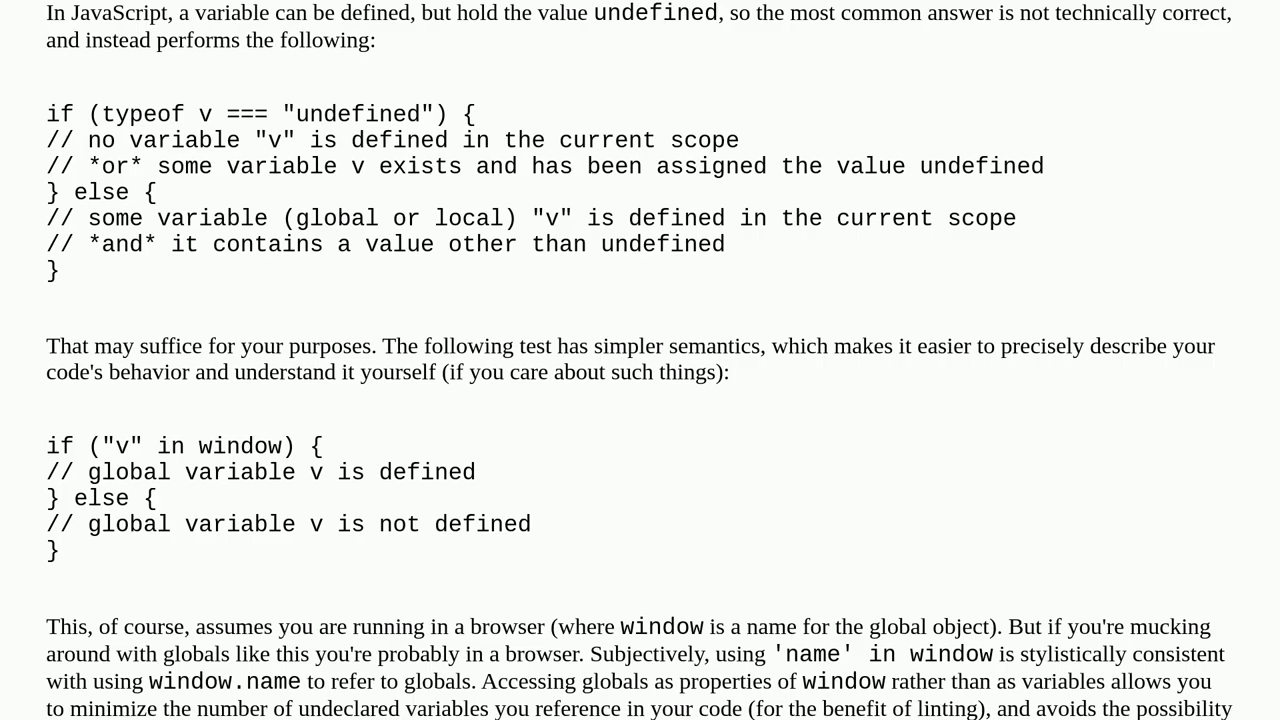 In JavaScript, a variable can be defined, but hold the value undefined, so the most common answer is not technically correct,
and instead performs the following:
if (typeof v === "undefined") {
// no variable "v" is defined in the current scope
// *or* some variable v exists and has been assigned the value undefined
} else {
// some variable (global or local) "v" is defined in the current scope
// *and* it contains a value other than undefined
}
That may suffice for your purposes. The following test has simpler semantics, which makes it easier to precisely describe your
code's behavior and understand it yourself (if you care about such things):
if ("v" in window) {
// global variable v is defined
} else {
// global variable v is not defined
}
This, of course, assumes you are running in a browser (where window is a name for the global object). But if you're mucking
around with globals like this you're probably in a browser. Subjectively, using 'name' in window is stylistically consistent
with using window.name to refer to globals. Accessing globals as properties of window rather than as variables allows you
to minimize the number of undeclared variables you reference in your code (for the benefit of linting), and avoids the possibility